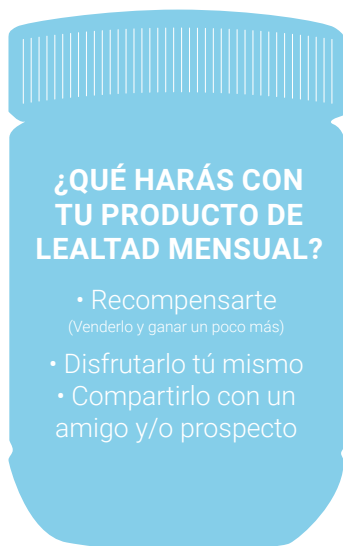 ¿QUÉ HARÁS CON
TU PRODUCTO DE
LEALTAD MENSUAL?
• Recompensarte
(Venderlo y ganar un poco más)
• Disfrutarlo tú mismo
• Compartirlo con un
amigo y/o prospecto